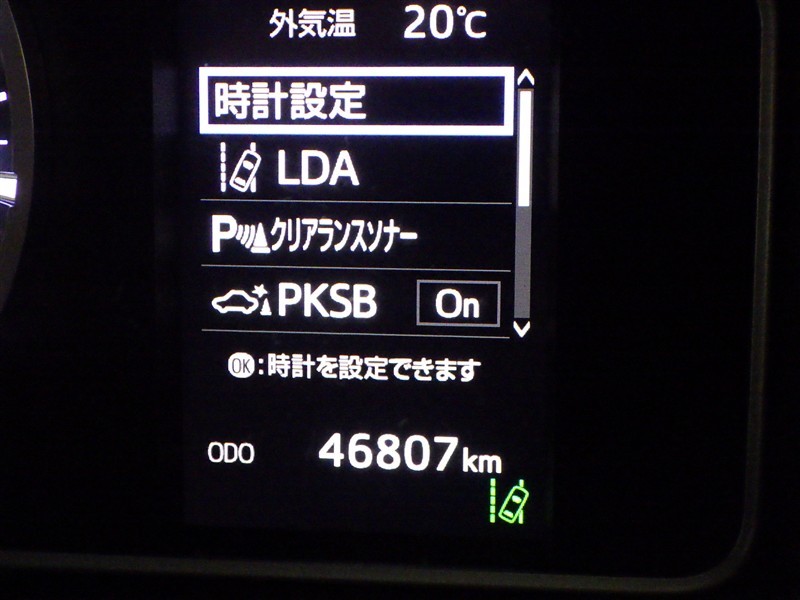 外気温 20℃
時計設定
LDA
Pクリアランスソナー
PKSB On
OK:時計を設定できます
ODO 46807km